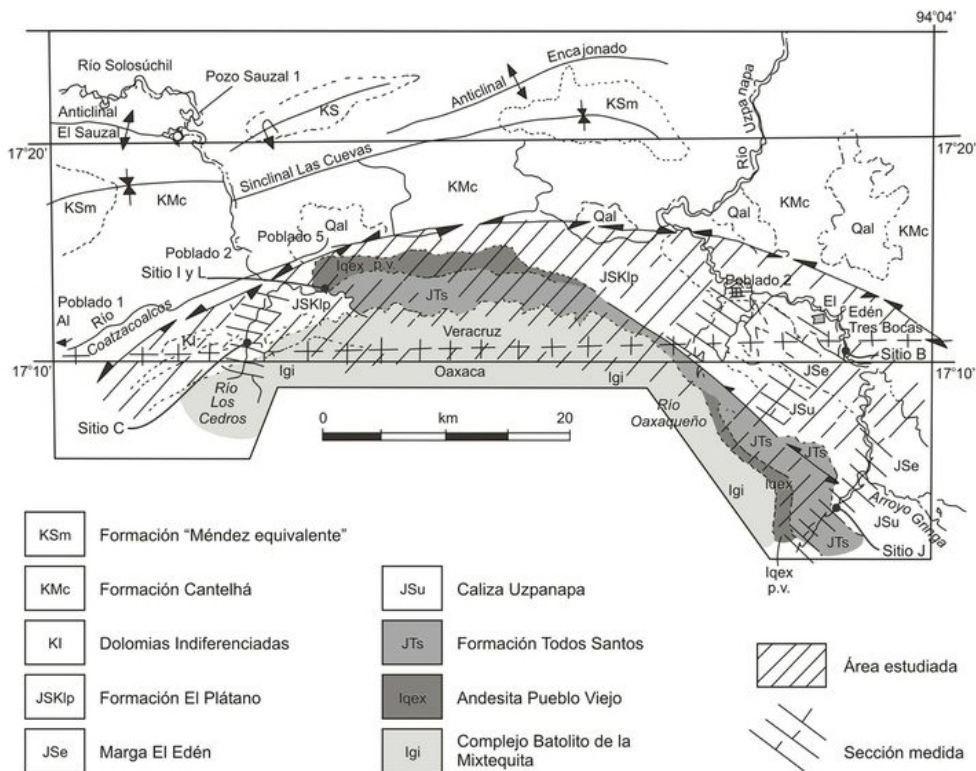 94°04'
Río Solosúchil
Pozo Sauzal 1
Anticlinal
El Sauzal
KS
Anticlinal
Encajonado
KSm
Río Uzpa napa
17°20'
17°20'
Sinclinal Las Cuevas
KSm
KMc
KMc
Qal
Qal
Qal
KMc
Qal
KMc
Poblado 5
Poblado 2
Sitio I y L
Iqex p.v.
JSKlp
JTs
JSKlp
Poblado 2
Poblado 1
Al
Río
Coatzacoalcos
El
Edén
Tres Bocas
Veracruz
Sitio B
17°10'
17°10'
Igi
Oaxaca
Igi
JSe
Río
Los
Cedros
Sitio C
0
km
20
Río
Oaxaqueño
JSu
JTs
JTs
JSe
Igi
Iqex
Arroyo Gringa
JSu
JTs
Sitio J
Iqex
p.v.
KSm Formación “Méndez equivalente”
KMc Formación Cantelhá
KI Dolomias Indiferenciadas
JSKlp Formación El Plátano
JSe Marga El Edén
JSu Caliza Uzpanapa
JTs Formación Todos Santos
Iqex Andesita Pueblo Viejo
Igi Complejo Batolito de la
Mixtequita
Área estudiada
Sección medida